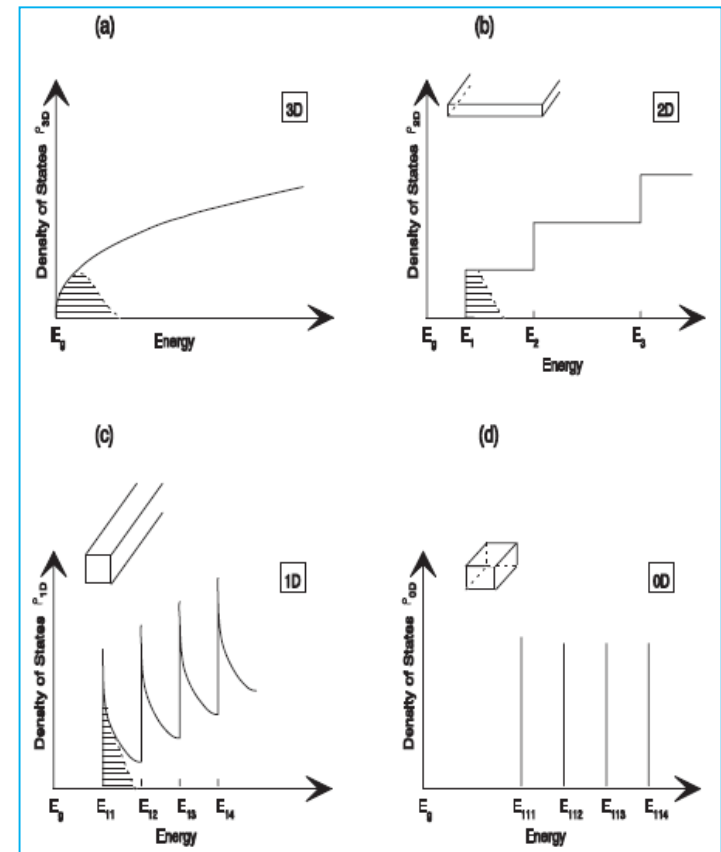 (a)
Density of States ρ3D
3D
Eg
Energy
(b)
Density of States ρ2D
2D
Eg E1 E2 E3
Energy
(c)
Density of States ρ1D
1D
Eg E11 E12 E13 E14
Energy
(d)
Density of States ρ0D
0D
Eg E111 E112 E113 E114
Energy